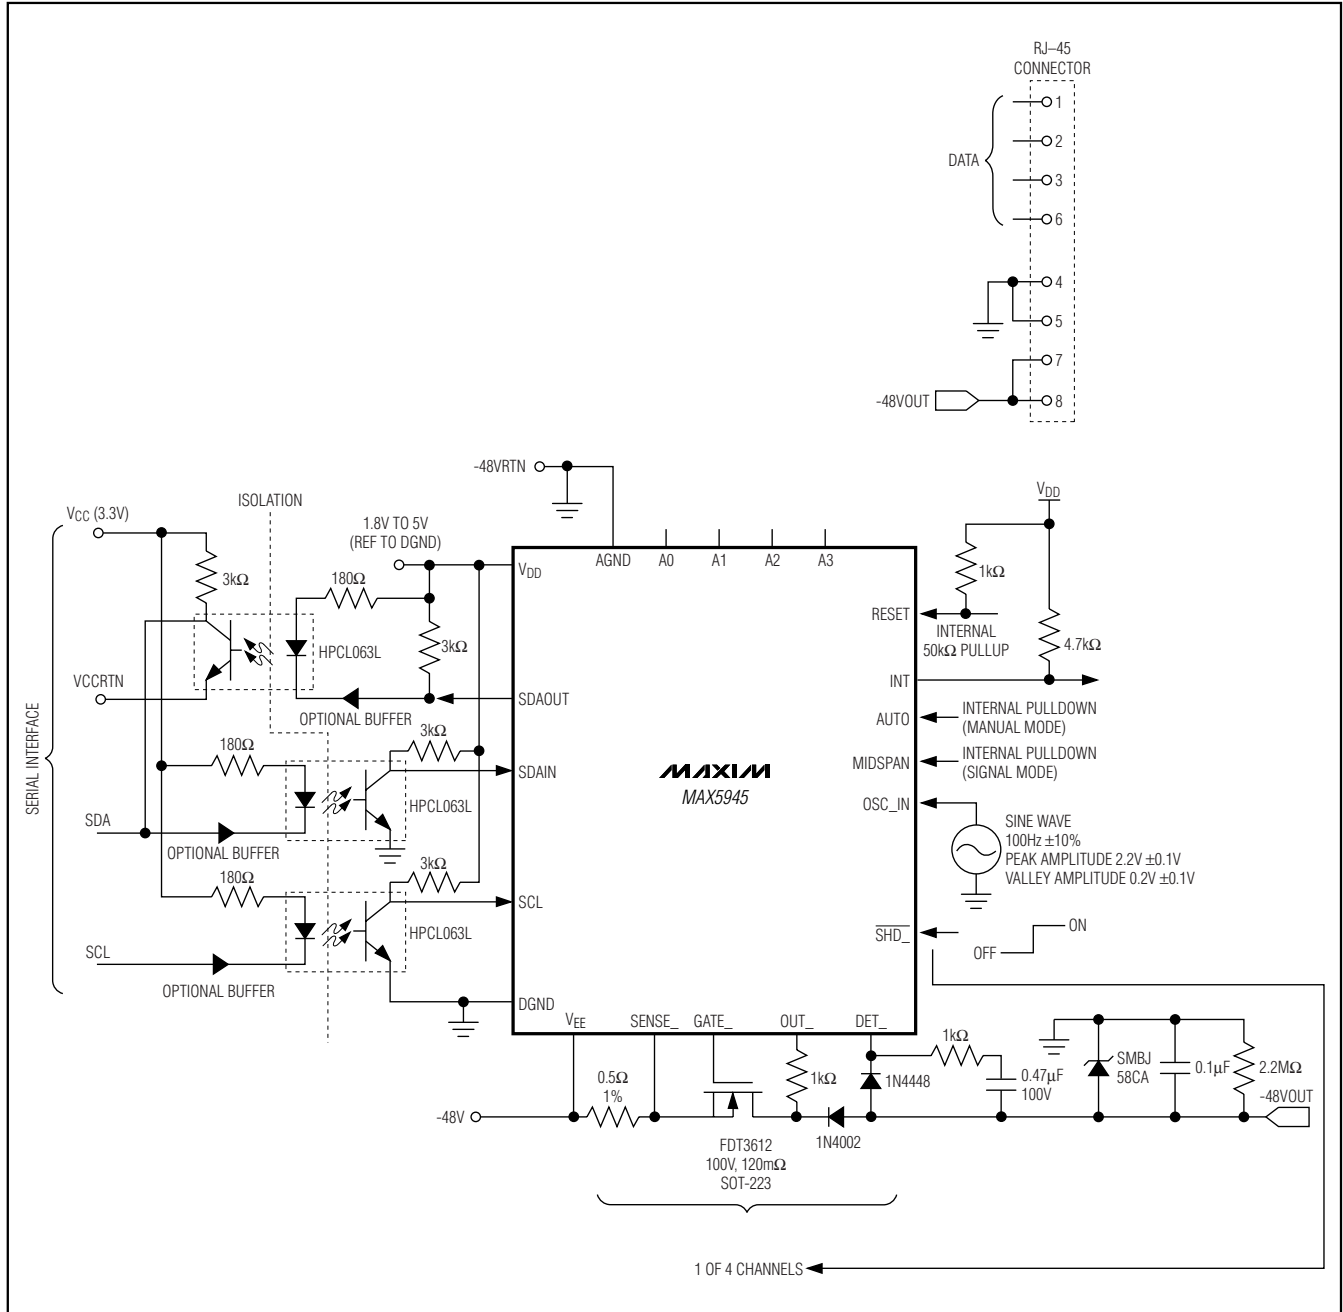 RJ–45
CONNECTOR
1
2
DATA
3
6
4
5
7
-48VOUT
8
-48VRTN
ISOLATION
VCC (3.3V)
1.8V TO 5V
(REF TO DGND)
VDD
AGND
A0
A1
A2
A3
VDD
3kΩ
180Ω
1kΩ
RESET
INTERNAL
50kΩ PULLUP
HPCL063L
3kΩ
4.7kΩ
VCCRTN
INT
SDAOUT
OPTIONAL BUFFER
AUTO
INTERNAL PULLDOWN
(MANUAL MODE)
SERIAL INTERFACE
180Ω
3kΩ
MIDSPAN
INTERNAL PULLDOWN
(SIGNAL MODE)
SDAIN
MAXIM
MAX5945
HPCL063L
OSC_IN
SINE WAVE
100Hz ±10%
PEAK AMPLITUDE 2.2V ±0.1V
VALLEY AMPLITUDE 0.2V ±0.1V
SDA
OPTIONAL BUFFER
180Ω
3kΩ
SCL
HPCL063L
SHD_
ON
OFF
SCL
OPTIONAL BUFFER
DGND
VEE
SENSE_
GATE_
OUT_
DET_
1kΩ
0.5Ω
1%
1kΩ
1N4448
0.47µF
100V
SMBJ
58CA
0.1µF
2.2MΩ
-48V
-48VOUT
1N4002
FDT3612
100V, 120mΩ
SOT-223
1 OF 4 CHANNELS